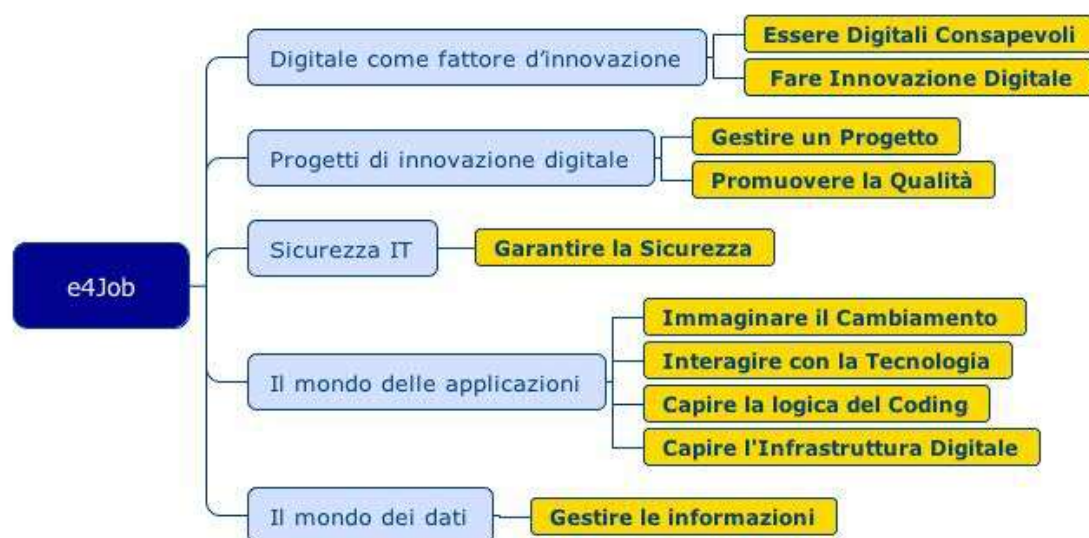 e4Job
Digitale come fattore d'innovazione
Essere Digitali Consapevoli
Fare Innovazione Digitale
Progetti di innovazione digitale
Gestire un Progetto
Promuovere la Qualità
Sicurezza IT
Garantire la Sicurezza
Il mondo delle applicazioni
Immaginare il Cambiamento
Interagire con la Tecnologia
Capire la logica del Coding
Capire l'Infrastruttura Digitale
Il mondo dei dati
Gestire le informazioni